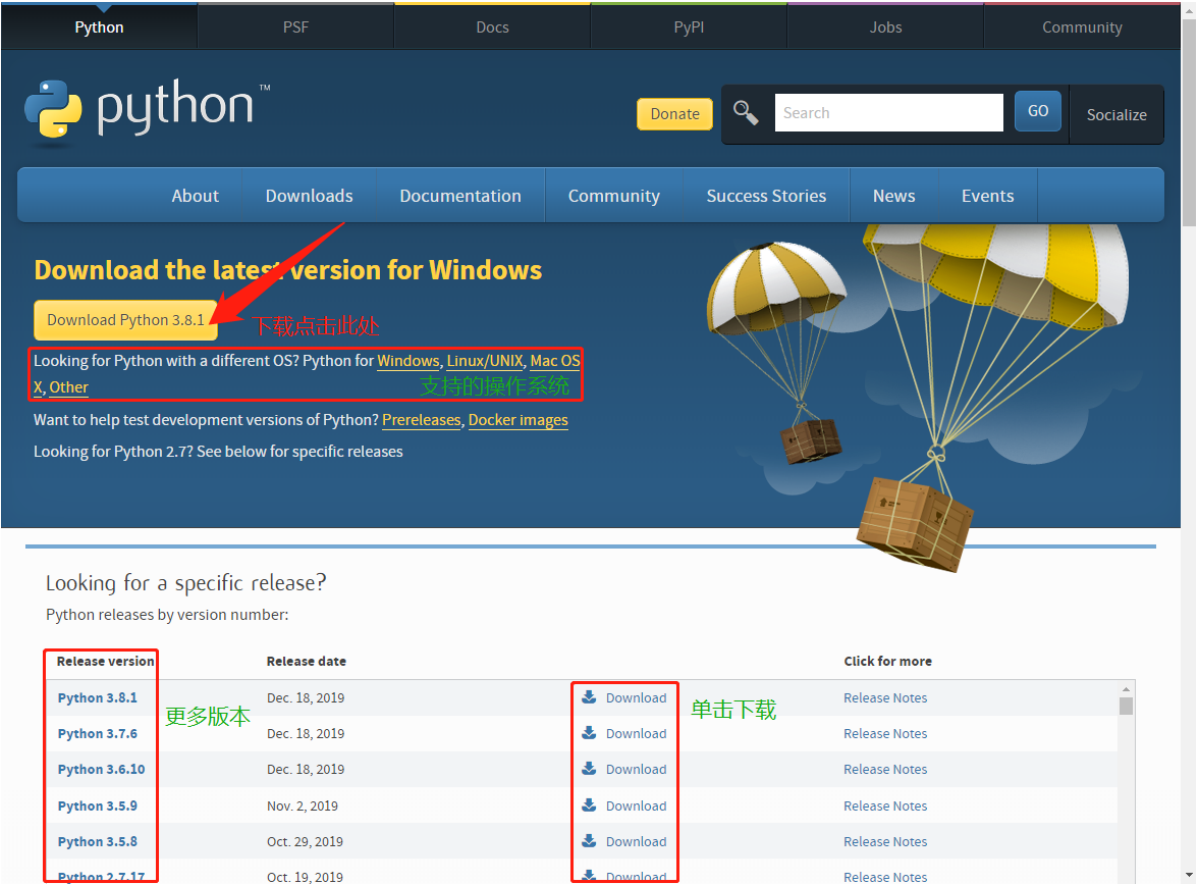 Python PSF Docs PyPI Jobs Community
python™
Donate Search GO Socialize
About Downloads Documentation Community Success Stories News Events
Download the latest version for Windows
Download Python 3.8.1 下载点击此处
Looking for Python with a different OS? Python for Windows, Linux/UNIX, Mac OS
X, Other 支持的操作系统
Want to help test development versions of Python? Prereleases, Docker images
Looking for Python 2.7? See below for specific releases
Looking for a specific release?
Python releases by version number:
Release version Release date Click for more
Python 3.8.1 Dec. 18, 2019 Download Release Notes
更多版本 单击下载
Python 3.7.6 Dec. 18, 2019 Download Release Notes
Python 3.6.10 Dec. 18, 2019 Download Release Notes
Python 3.5.9 Nov. 2, 2019 Download Release Notes
Python 3.5.8 Oct. 29, 2019 Download Release Notes
Python 2.7.17 Oct. 19, 2019 Download Release Notes